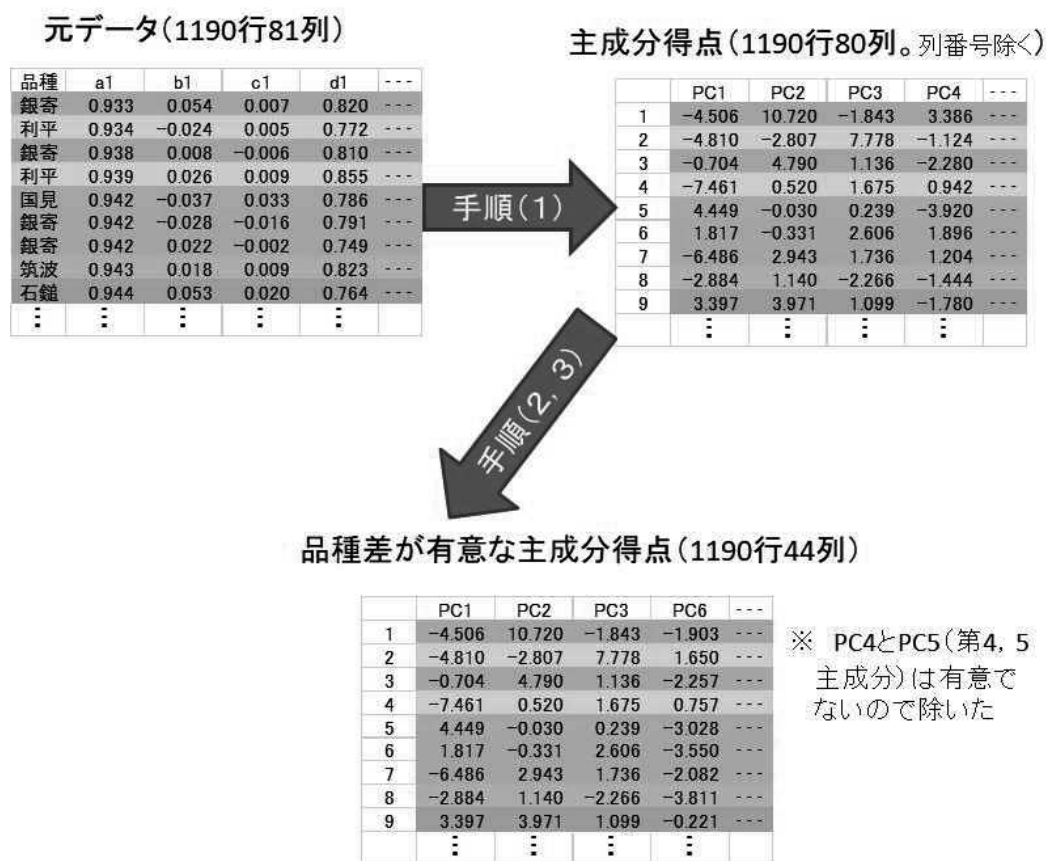 元データ(1190行81列)
品種 a1 b1 c1 d1 ---
銀寄 0.933 0.054 0.007 0.820 ---
利平 0.934 −0.024 0.005 0.772 ---
銀寄 0.938 0.008 −0.006 0.810 ---
利平 0.939 0.026 0.009 0.855 ---
国見 0.942 −0.037 0.033 0.786 ---
銀寄 0.942 −0.028 −0.016 0.791 ---
銀寄 0.942 0.022 −0.002 0.749 ---
筑波 0.943 0.018 0.009 0.823 ---
石鎚 0.944 0.053 0.020 0.764 ---
⋮ ⋮ ⋮ ⋮ ⋮
手順(1)
主成分得点(1190行80列。列番号除く)
PC1 PC2 PC3 PC4 ---
1 −4.506 10.720 −1.843 3.386 ---
2 −4.810 −2.807 7.778 −1.124 ---
3 −0.704 4.790 1.136 −2.280 ---
4 −7.461 0.520 1.675 0.942 ---
5 4.449 −0.030 0.239 −3.920 ---
6 1.817 −0.331 2.606 1.896 ---
7 −6.486 2.943 1.736 1.204 ---
8 −2.884 1.140 −2.266 −1.444 ---
9 3.397 3.971 1.099 −1.780 ---
⋮ ⋮ ⋮ ⋮
手順(2, 3)
品種差が有意な主成分得点(1190行44列)
PC1 PC2 PC3 PC6 ---
1 −4.506 10.720 −1.843 −1.903 ---
2 −4.810 −2.807 7.778 1.650 ---
3 −0.704 4.790 1.136 −2.257 ---
4 −7.461 0.520 1.675 0.757 ---
5 4.449 −0.030 0.239 −3.028 ---
6 1.817 −0.331 2.606 −3.550 ---
7 −6.486 2.943 1.736 −2.082 ---
8 −2.884 1.140 −2.266 −3.811 ---
9 3.397 3.971 1.099 −0.221 ---
⋮ ⋮ ⋮ ⋮
※ PC4とPC5(第4, 5
主成分)は有意で
ないので除いた